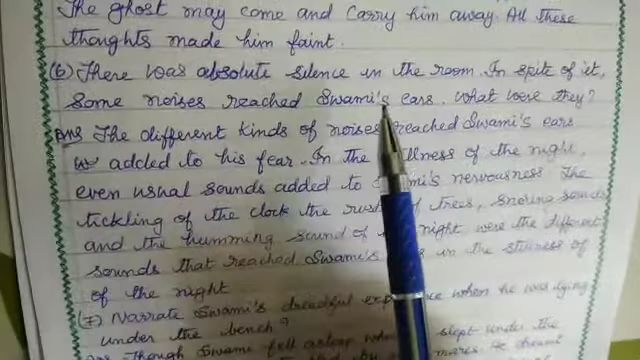 The ghost may come and carry him away. All these
thoughts made him faint.
(6) There was absolute silence in the room. In spite of it,
Some noises reached Swami's ears. What were they?
Ans The different kinds of noises reached Swami's ears
added to his fear. In the of the night,
even usual sounds added to nervousness. The
tickling of the clock the of trees, snoring
and the humming sound of night were the different
sounds that reached Swami's in the stillness of
of the night
(7) Narrate Swami's dreadful when he was lying
under the bench?
Ans Though Swami fell asleep slept under the